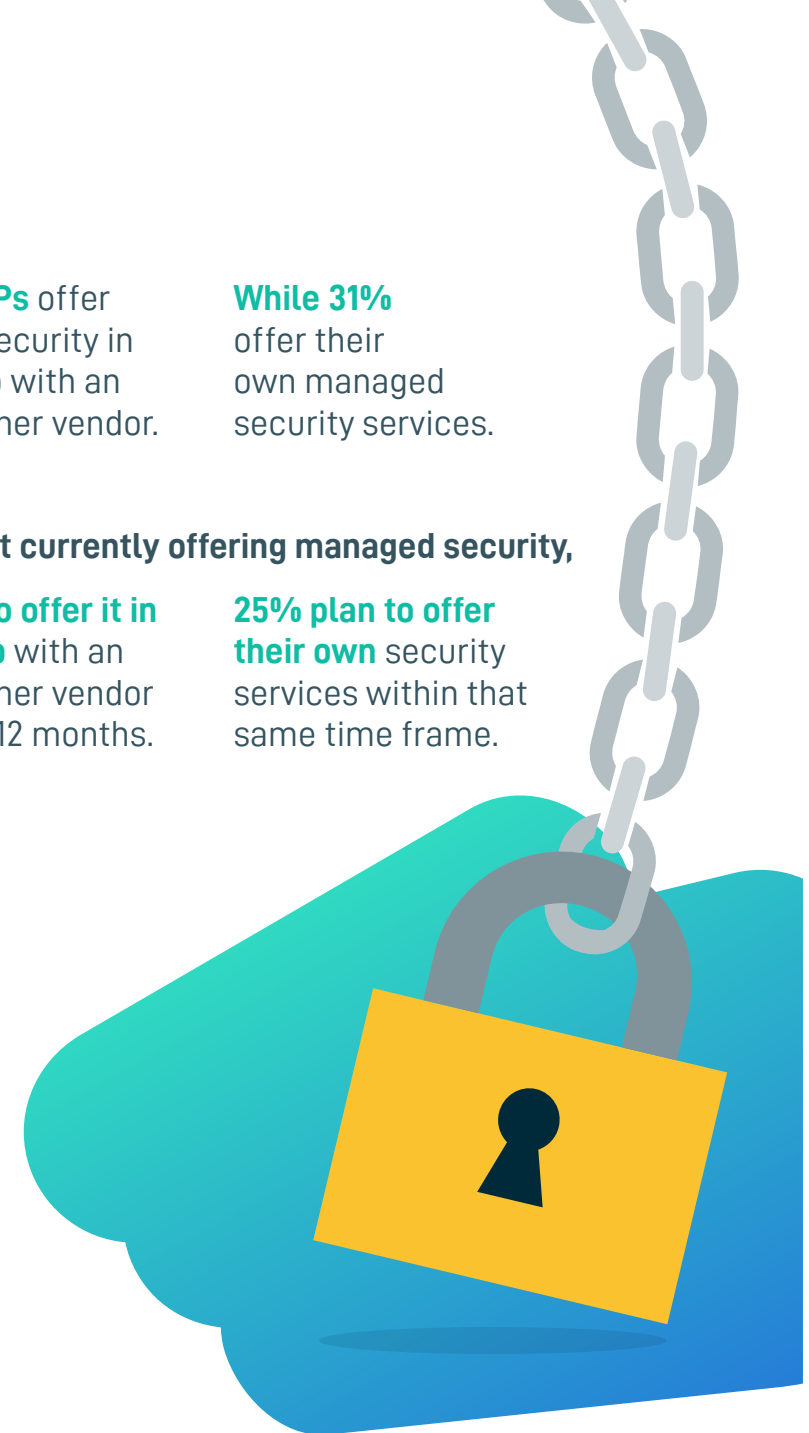 Ps offer
ecurity in
with an
ner vendor.
While 31%
offer their
own managed
security services.
t currently offering managed security,
o offer it in
with an
ner vendor
12 months.
25% plan to offer
their own security
services within that
same time frame.